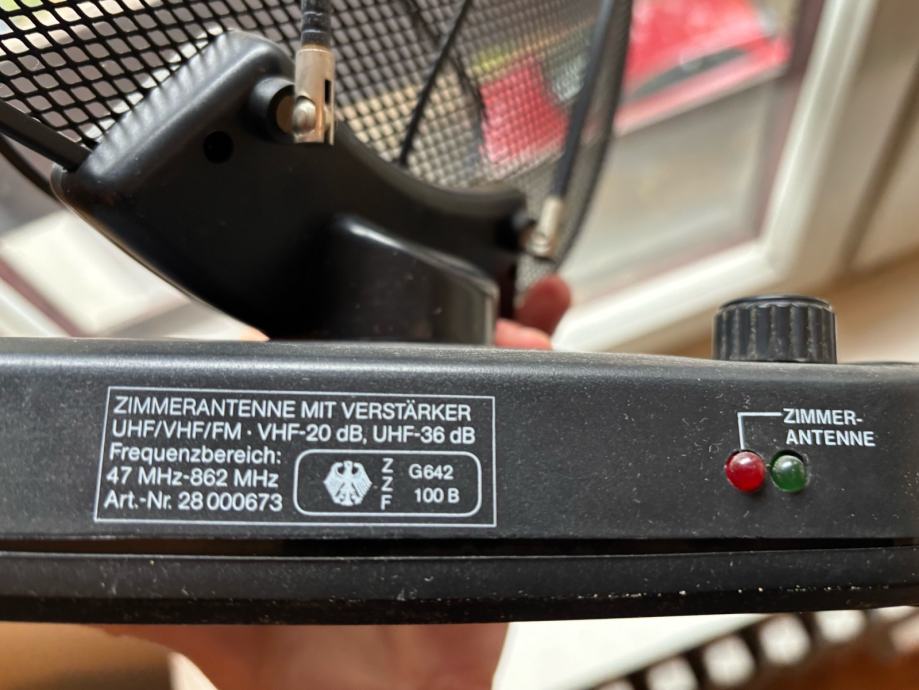 ZIMMERANTENNE MIT VERSTÄRKER
UHF/VHF/FM · VHF-20 dB, UHF-36 dB
Frequenzbereich:
47 MHz-862 MHz
Art.-Nr. 28 000673
Z
Z
F
G642
100 B
ZIMMER-
ANTENNE